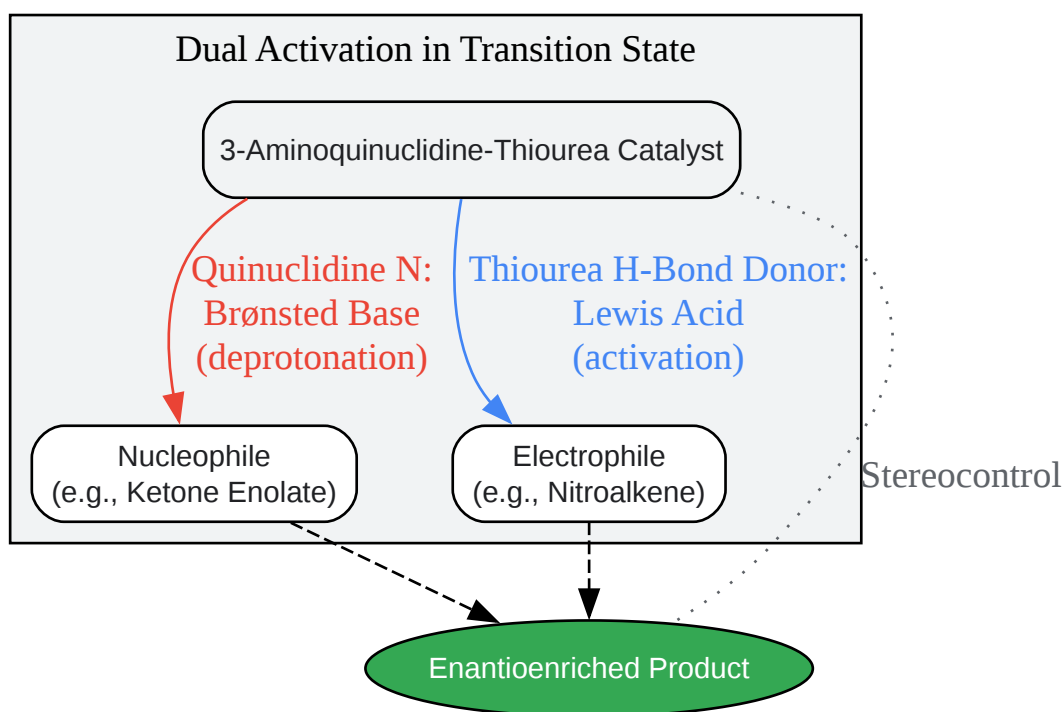 Dual Activation in Transition State
3-Aminoquinuclidine-Thiourea Catalyst
Quinuclidine N:
Brønsted Base
(deprotonation)
Thiourea H-Bond Donor:
Lewis Acid
(activation)
Nucleophile
(e.g., Ketone Enolate)
Electrophile
(e.g., Nitroalkene)
Stereocontrol
Enantioenriched Product